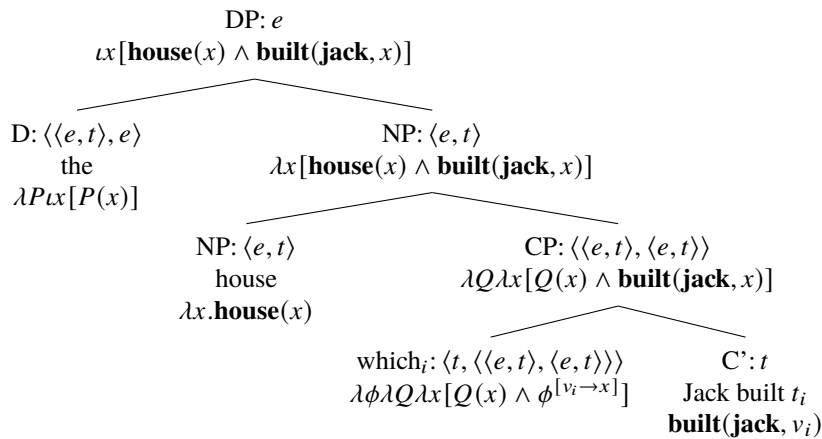 DP: e
ιx[house(x) ∧ built(jack, x)]
D: ⟨⟨e, t⟩, e⟩
the
λPιx[P(x)]
NP: ⟨e, t⟩
λx[house(x) ∧ built(jack, x)]
NP: ⟨e, t⟩
house
λx.house(x)
CP: ⟨⟨e, t⟩, ⟨e, t⟩⟩
λQλx[Q(x) ∧ built(jack, x)]
which_i: ⟨t, ⟨⟨e, t⟩, ⟨e, t⟩⟩⟩
λϕλQλx[Q(x) ∧ ϕ^[v_i→x]]
C’: t
Jack built t_i
built(jack, v_i)